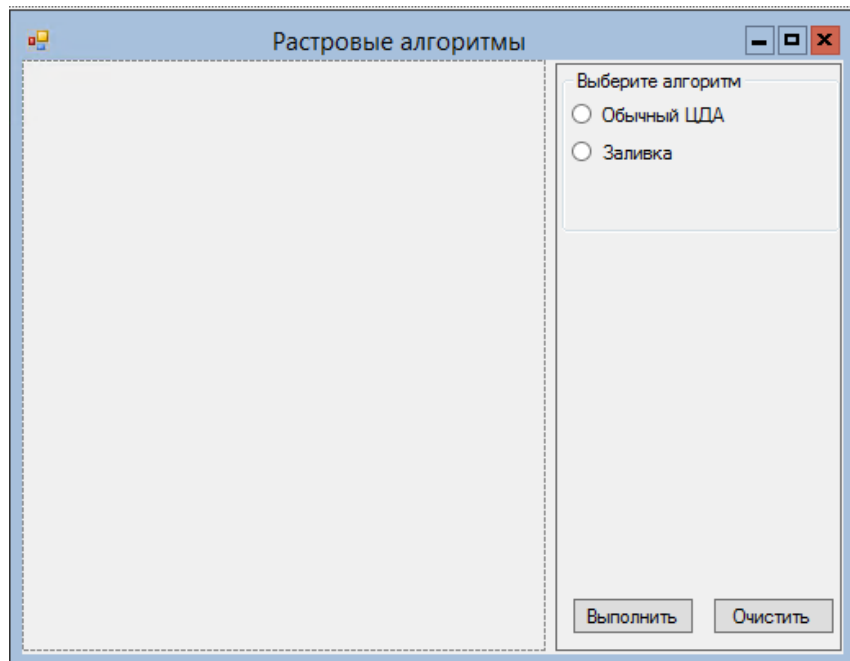 Растровые алгоритмы
Выберите алгоритм
Обычный ЦДА
Заливка
Выполнить
Очистить